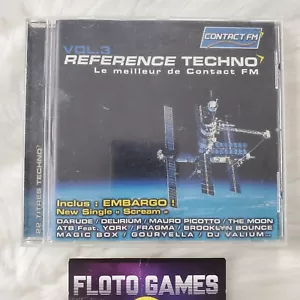 CONTACT FM
VOL.3
REFERENCE TECHNO
Le meilleur de Contact FM
22 TITRES TECHNO
Inclus : EMBARGO !
New Single « Scream »
DARUDE / DELIRIUM / MAURO PICOTTO / THE MOON
ATB Feat. YORK / FRAGMA / BROOKLYN BOUNCE
MAGIC BOX / GOURYELLA / DJ VALIUM...
FLOTO GAMES